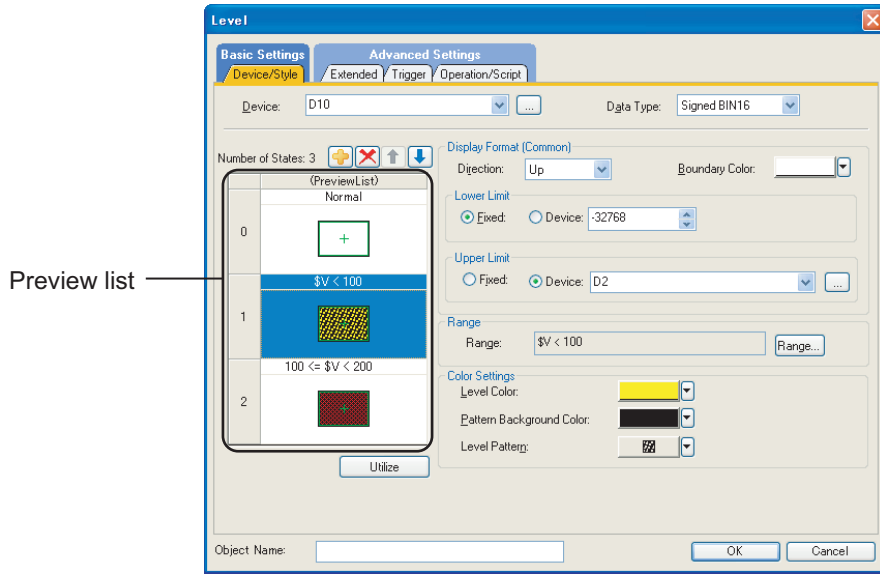 Level
Basic Settings
Advanced Settings
Device/Style
Extended
Trigger
Operation/Script
Device:
D10
...
Data Type:
Signed BIN16
Number of States: 3
(PreviewList)
Normal
0
$V < 100
1
100 <= $V < 200
2
Preview list
Utilize
Display Format (Common)
Direction:
Up
Boundary Color:
Lower Limit
Fixed:
Device:
-32768
Upper Limit
Fixed:
Device:
D2
...
Range
Range:
$V < 100
Range...
Color Settings
Level Color:
Pattern Background Color:
Level Pattern:
Object Name:
OK
Cancel